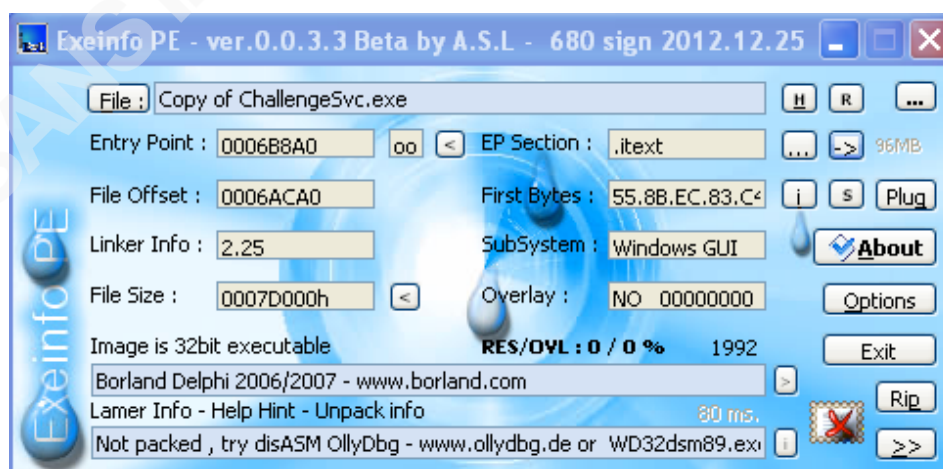 Exeinfo PE - ver.0.0.3.3 Beta by A.S.L - 680 sign 2012.12.25
File : Copy of ChallengeSvc.exe H R ...
Entry Point : 0006B8A0 oo < EP Section : .itext ... -> 96MB
File Offset : 0006ACA0 First Bytes : 55.8B.EC.83.C4 i S Plug
Linker Info : 2.25 SubSystem : Windows GUI About
File Size : 0007D000h < Overlay : NO 00000000 Options
Image is 32bit executable RES/OVL : 0 / 0 % 1992 Exit
Borland Delphi 2006/2007 - www.borland.com >
Lamer Info - Help Hint - Unpack info 80 ms. Rip
Not packed , try disASM OllyDbg - www.ollydbg.de or WD32dsm89.ex i >>
Exeinfo PE